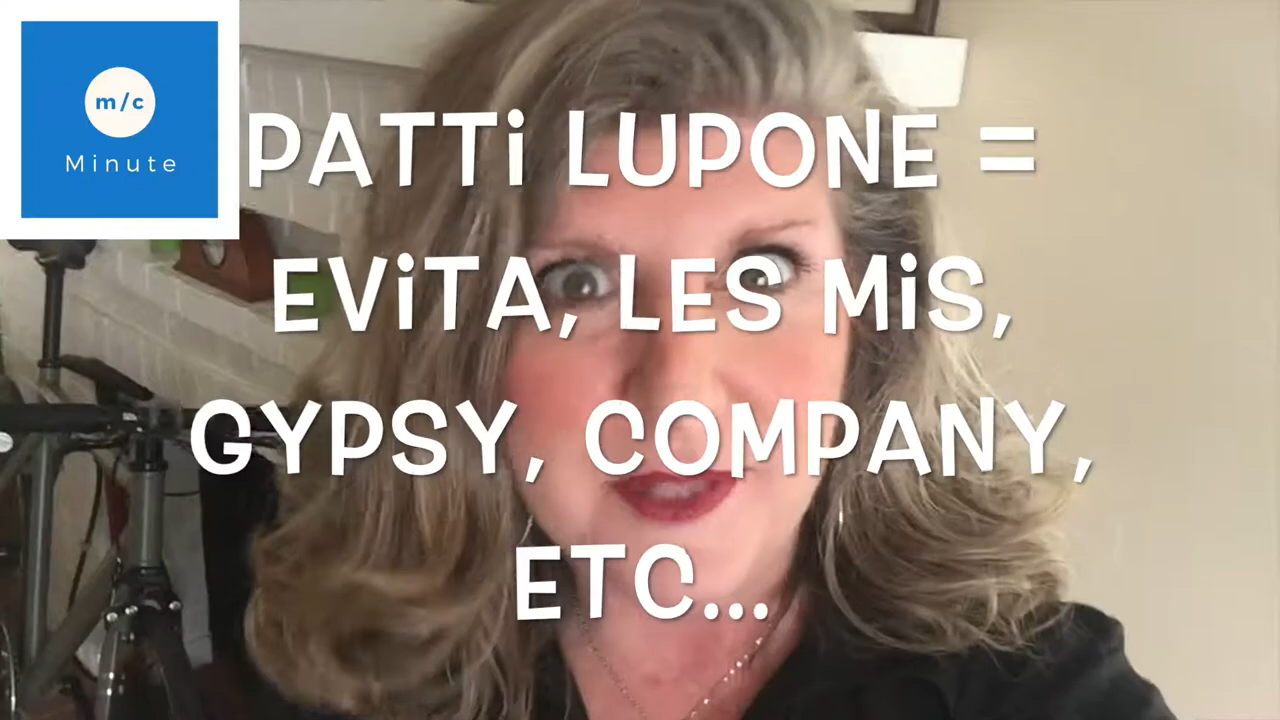 m/c
Minute
PATTi LUPONE =
EViTA, LES MiS,
GYPSY, COMPANY,
ETC...